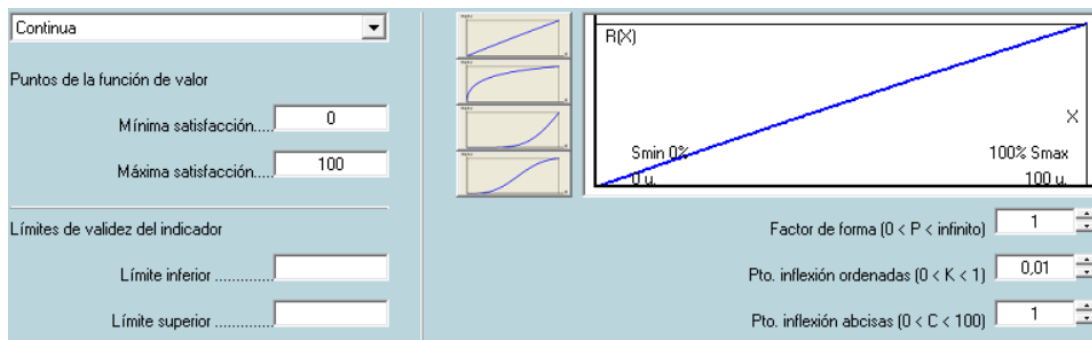 Continua
Puntos de la función de valor
Mínima satisfacción.... 0
Máxima satisfacción.... 100
Límites de validez del indicador
Límite inferior ............
Límite superior ............
R(X)
X
Smin 0%
0 u.
100% Smax
100 u.
Factor de forma (0 < P < infinito) 1
Pto. inflexión ordenadas (0 < K < 1) 0,01
Pto. inflexión abcisas (0 < C < 100) 1